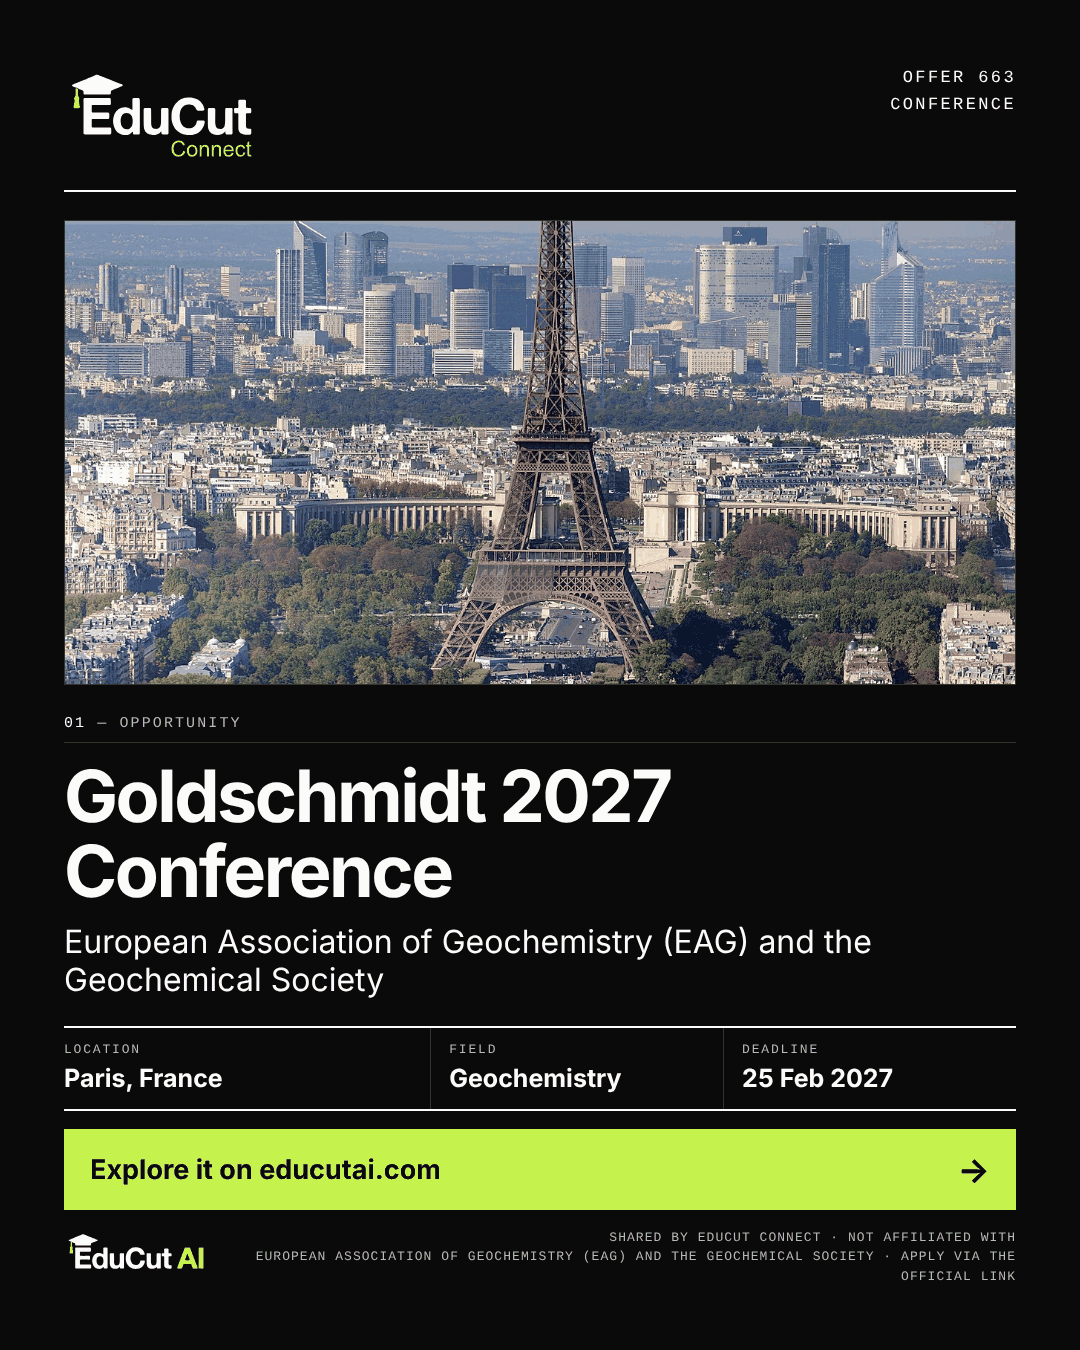 EduCut
Connect
OFFER 663
CONFERENCE
01 — OPPORTUNITY
Goldschmidt 2027
Conference
European Association of Geochemistry (EAG) and the
Geochemical Society
LOCATION
Paris, France
FIELD
Geochemistry
DEADLINE
25 Feb 2027
Explore it on educutai.com →
EduCut AI
SHARED BY EDUCUT CONNECT · NOT AFFILIATED WITH
EUROPEAN ASSOCIATION OF GEOCHEMISTRY (EAG) AND THE GEOCHEMICAL SOCIETY · APPLY VIA THE
OFFICIAL LINK